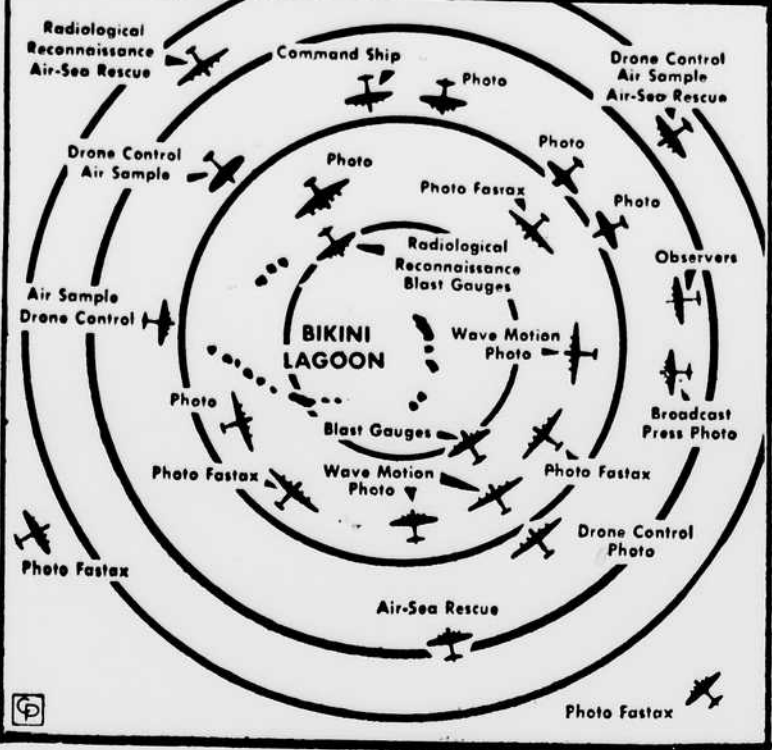 Radiological
Reconnaissance
Air-Sea Rescue
Command Ship
Photo
Drone Control
Air Sample
Air-Sea Rescue
Drone Control
Air Sample
Photo
Photo
Photo Fasrax
Photo
Radiological
Reconnaissance
Blast Gauges
Observers
Air Sample
Drone Control
BIKINI
LAGOON
Wave Motion
Photo
Photo
Blast Gauges
Broadcast
Press Photo
Photo Fastax
Wave Motion
Photo
Photo Fastax
Drone Control
Photo
Photo Fastax
Air-Sea Rescue
Photo Fastax
CP